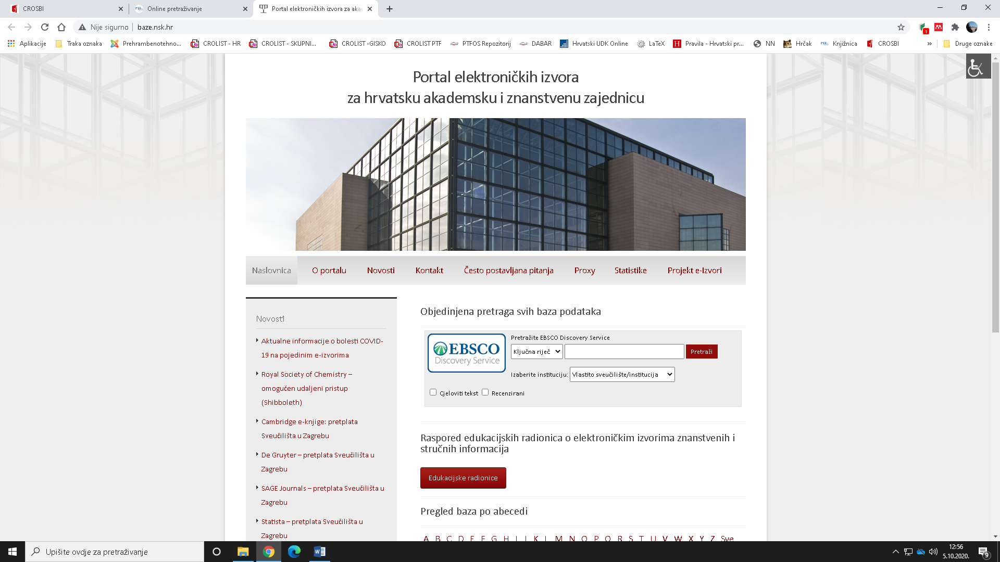 CROSBI
Online pretraživanje
Portal elektroničkih izvora za aka
Nije sigurno
baze.nsk.hr
1
Aplikacije
Traka oznaka
Prehrambenotehno...
CROLIST - HR
CROLIST - SKUPNI...
CROLIST -GISKO
CROLIST PTF
PTFOS Repozitorij
DABAR
Hrvatski UDK Online
LaTeX
Pravila - Hrvatski pr...
NN
Hrčak
Knjižnica
CROSBI
»
Druge oznake
Portal elektroničkih izvora
za hrvatsku akademsku i znanstvenu zajednicu
Naslovnica
O portalu
Novosti
Kontakt
Često postavljana pitanja
Proxy
Statistike
Projekt e-Izvori
Novosti
Aktualne informacije o bolesti COVID-
19 na pojedinim e-izvorima
Royal Society of Chemistry –
omogućen udaljeni pristup
(Shibboleth)
Cambridge e-knjige: pretplata
Sveučilišta u Zagrebu
De Gruyter – pretplata Sveučilišta u
Zagrebu
SAGE Journals – pretplata Sveučilišta u
Zagrebu
Statista – pretplata Sveučilišta u
Zagrebu
Objedinjena pretraga svih baza podataka
EBSCO
Discovery Service
Pretražite EBSCO Discovery Service
Ključna riječ
Pretraži
Izaberite instituciju: Vlastito sveučilište/institucija
Cjeloviti tekst Recenzirani
Raspored edukacijskih radionica o elektroničkim izvorima znanstvenih i
stručnih informacija
Edukacijske radionice
Pregled baza po abecedi
A B C D E F G H I J K L M N O P Q R S T U V W X Y Z Sve
Upišite ovdje za pretraživanje
12:56
5.10.2020.
9